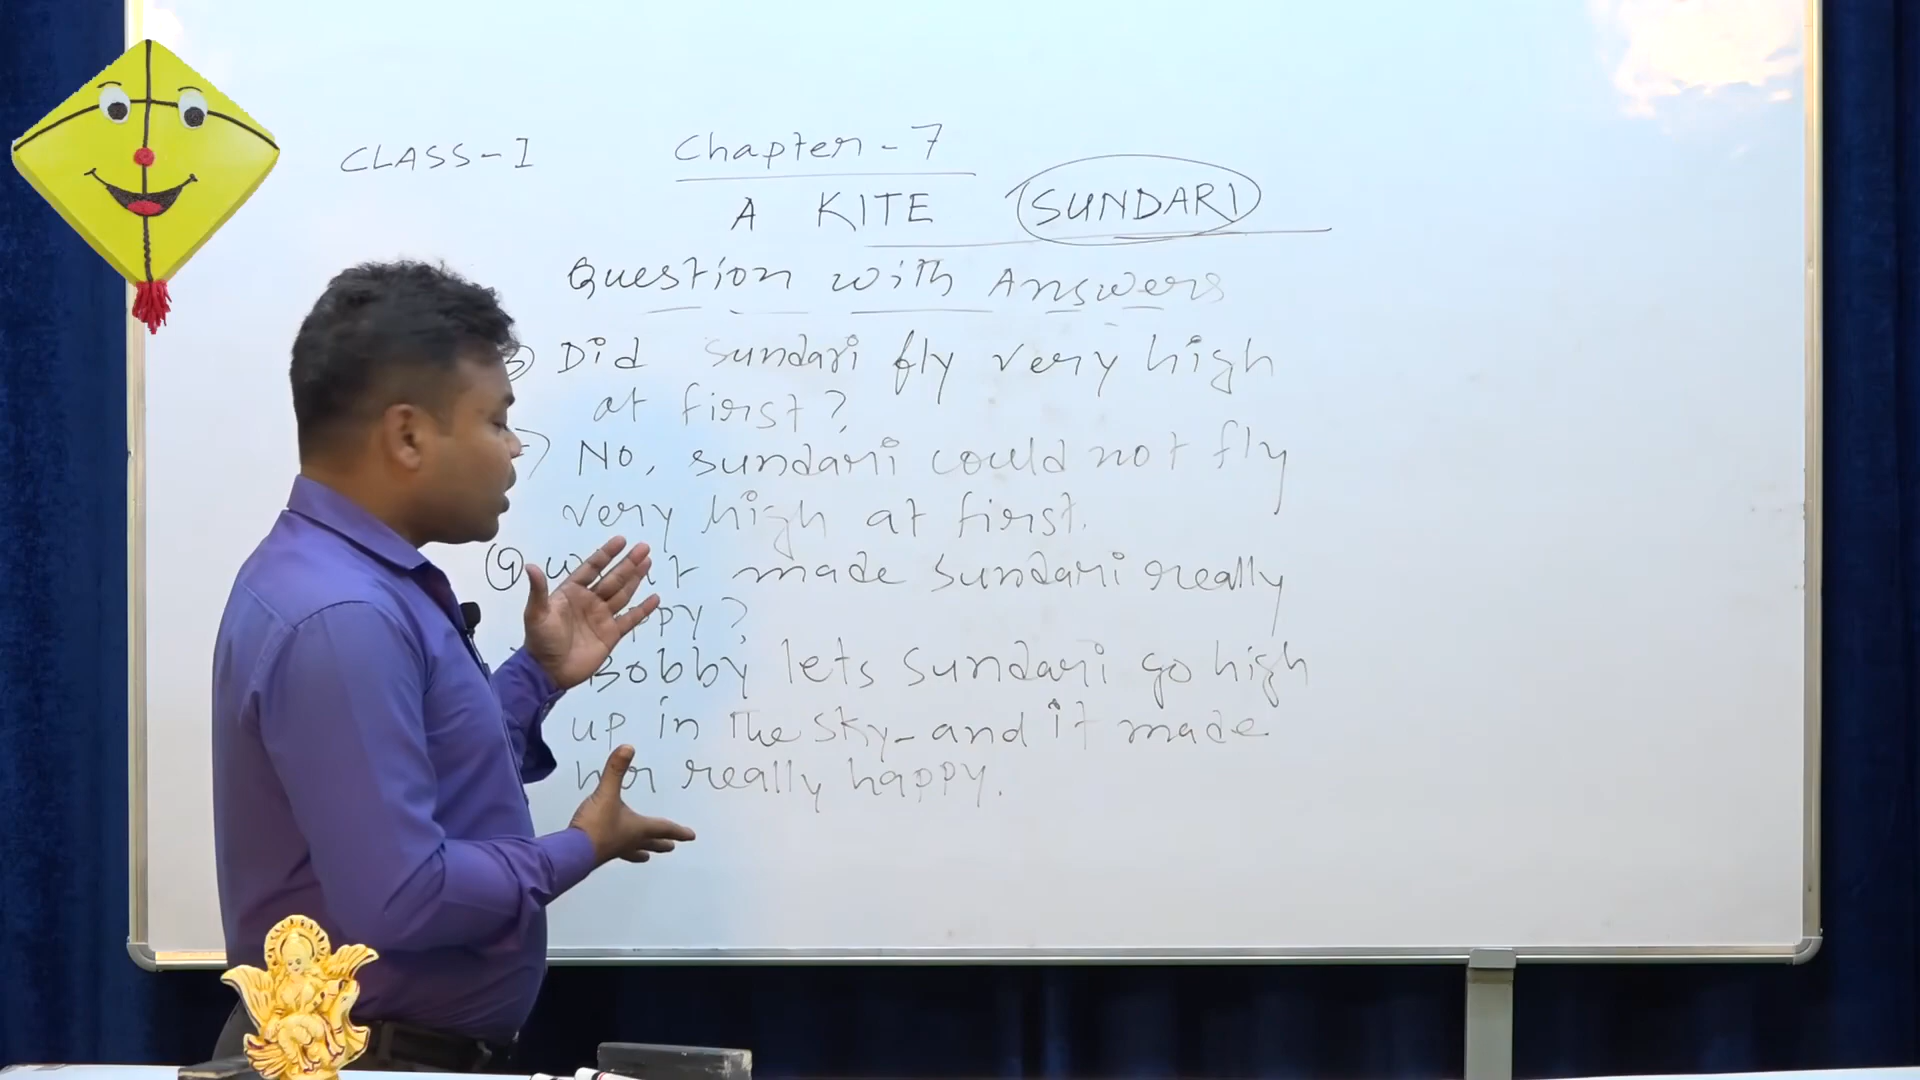 CLASS-I
Chapter-7
A KITE SUNDARI
Question with Answers
Did Sundari fly very high
at first?
No, sundari could not fly
very high at first.
made Sundari really
Bobby lets Sundari go high
up in the sky-and it made
her really happy.